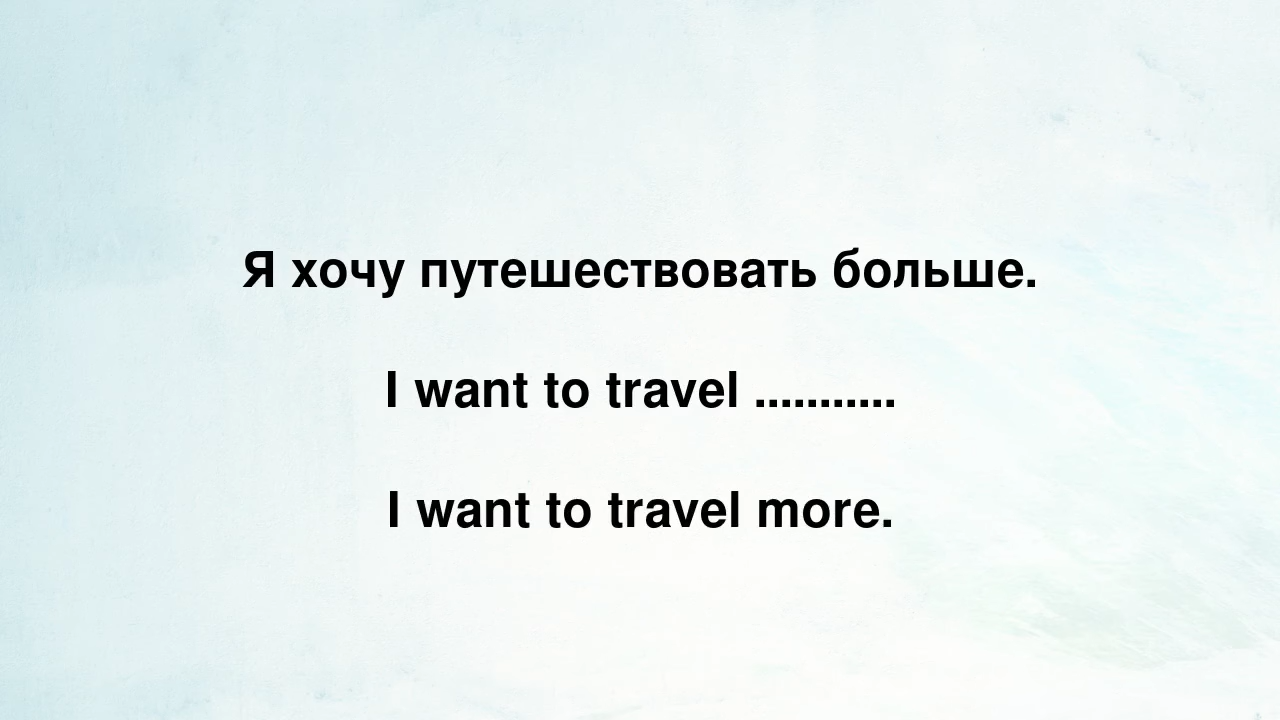 Я хочу путешествовать больше.
I want to travel ...........
I want to travel more.